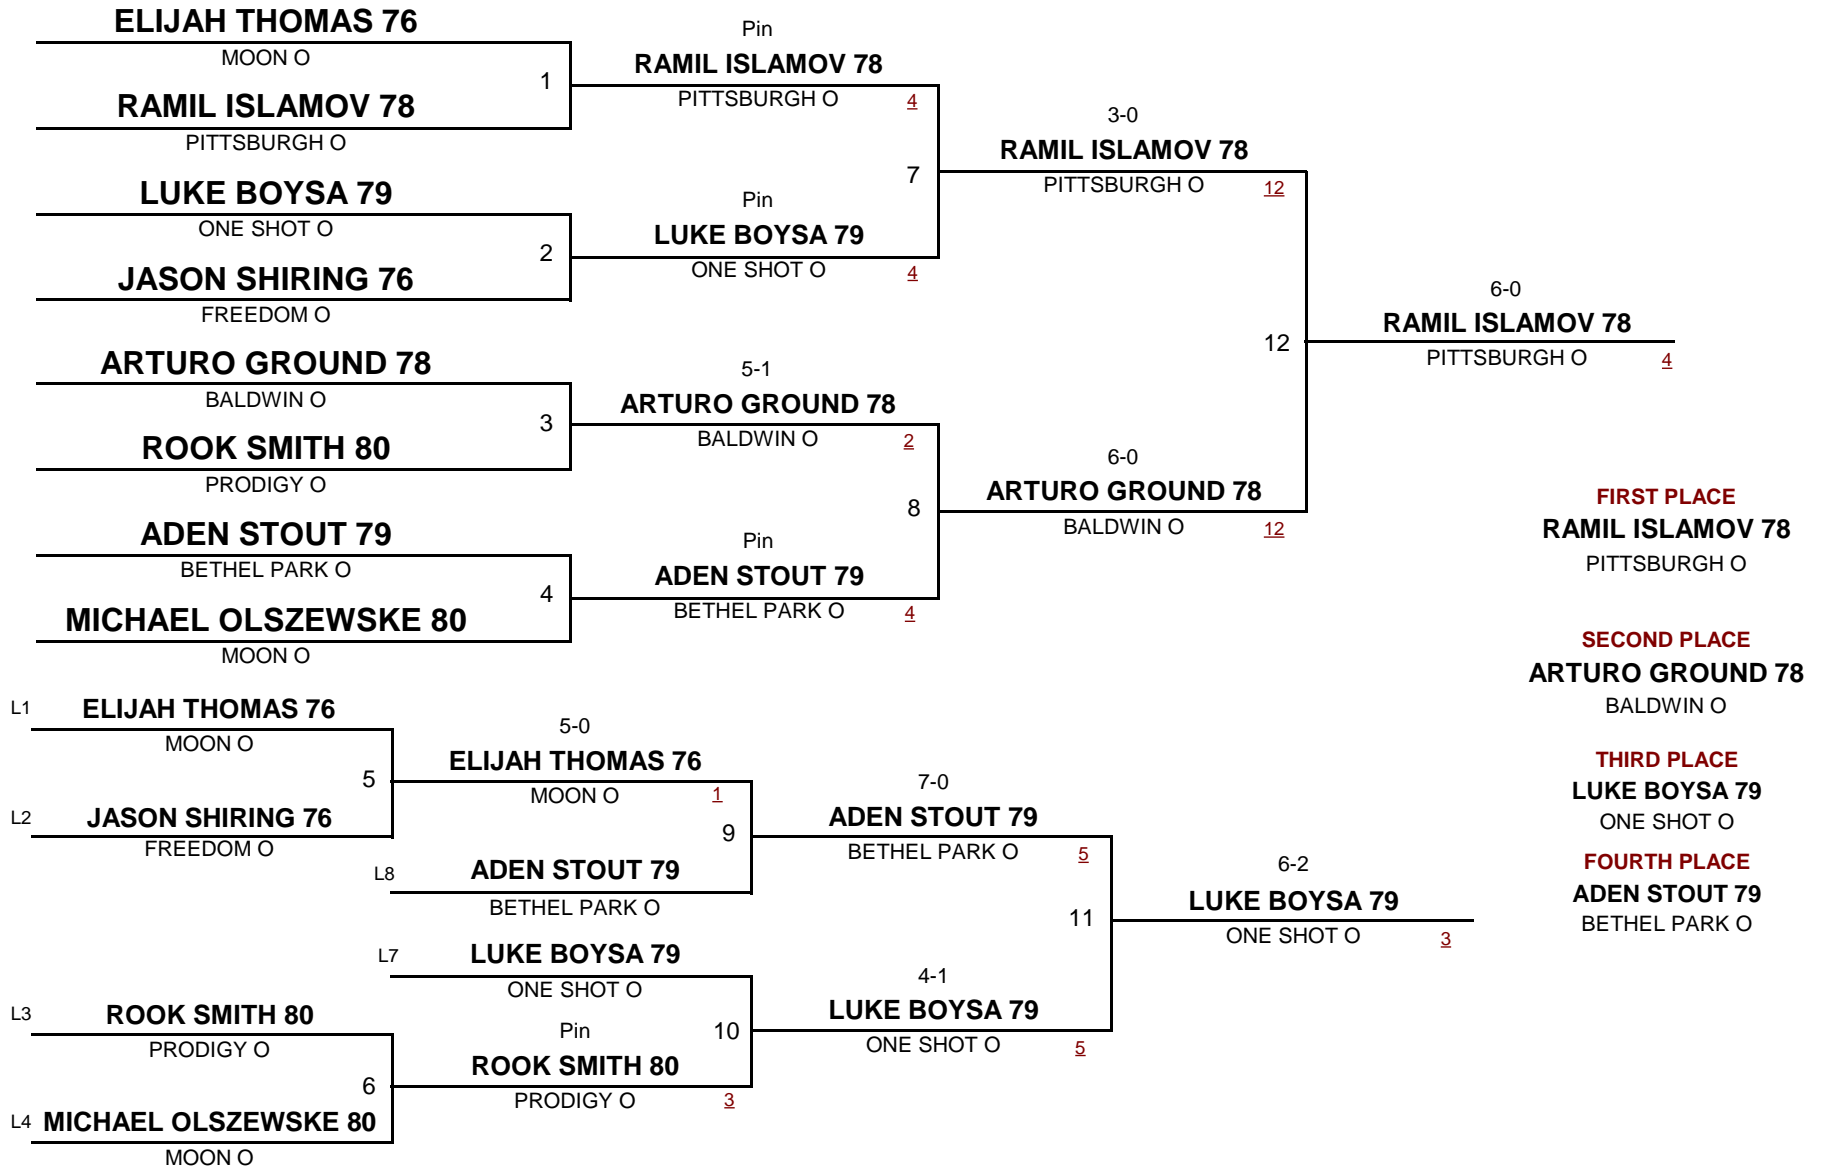 ELIJAH THOMAS 76
MOON O
1
RAMIL ISLAMOV 78
PITTSBURGH O
LUKE BOYSA 79
ONE SHOT O
2
JASON SHIRING 76
FREEDOM O
ARTURO GROUND 78
BALDWIN O
3
ROOK SMITH 80
PRODIGY O
ADEN STOUT 79
BETHEL PARK O
4
MICHAEL OLSZEWSKE 80
MOON O
Pin
RAMIL ISLAMOV 78
PITTSBURGH O 4
7
Pin
LUKE BOYSA 79
ONE SHOT O 4
5-1
ARTURO GROUND 78
BALDWIN O 2
8
Pin
ADEN STOUT 79
BETHEL PARK O 4
3-0
RAMIL ISLAMOV 78
PITTSBURGH O 12
12
6-0
ARTURO GROUND 78
BALDWIN O 12
6-0
RAMIL ISLAMOV 78
PITTSBURGH O 4
FIRST PLACE
RAMIL ISLAMOV 78
PITTSBURGH O
SECOND PLACE
ARTURO GROUND 78
BALDWIN O
THIRD PLACE
LUKE BOYSA 79
ONE SHOT O
FOURTH PLACE
ADEN STOUT 79
BETHEL PARK O
L1 ELIJAH THOMAS 76
MOON O
5
L2 JASON SHIRING 76
FREEDOM O
L3 ROOK SMITH 80
PRODIGY O
6
L4 MICHAEL OLSZEWSKE 80
MOON O
5-0
ELIJAH THOMAS 76
MOON O 1
9
L8 ADEN STOUT 79
BETHEL PARK O
L7 LUKE BOYSA 79
ONE SHOT O
10
Pin
ROOK SMITH 80
PRODIGY O 3
7-0
ADEN STOUT 79
BETHEL PARK O 5
11
4-1
LUKE BOYSA 79
ONE SHOT O 5
6-2
LUKE BOYSA 79
ONE SHOT O 3